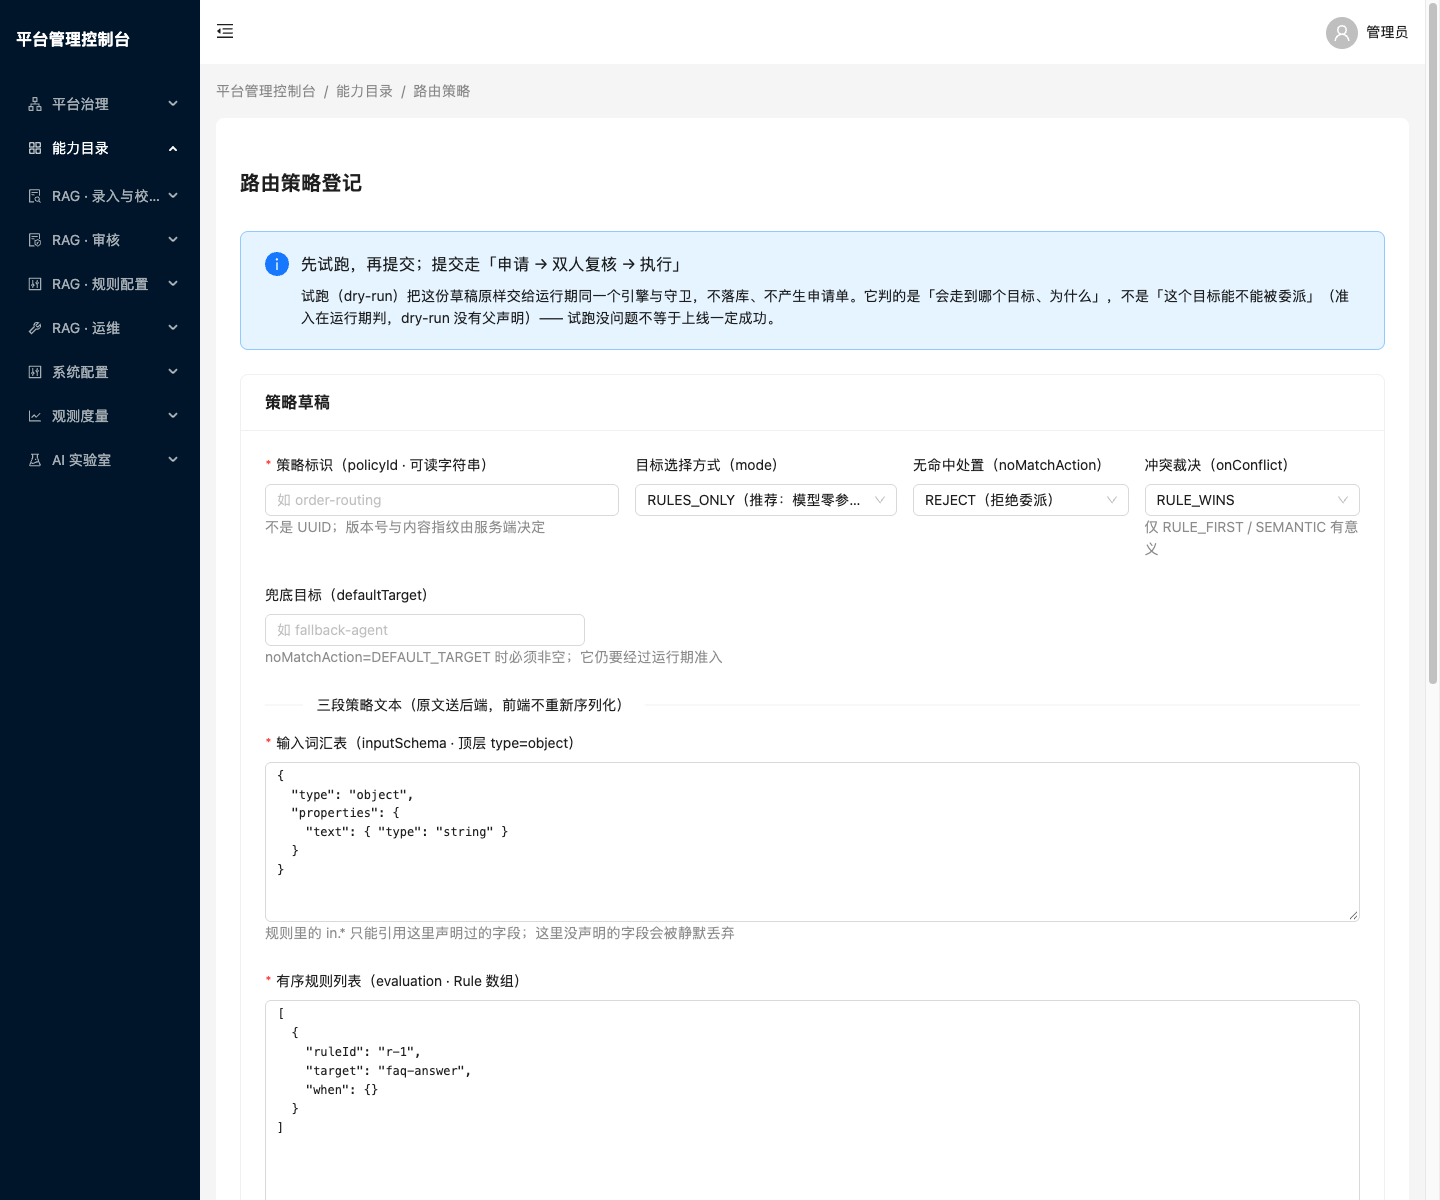 平台管理控制台
平台治理
能力目录
RAG · 录入与校...
RAG · 审核
RAG · 规则配置
RAG · 运维
系统配置
观测度量
AI 实验室
管理员
平台管理控制台 / 能力目录 / 路由策略
路由策略登记
先试跑，再提交；提交走「申请 → 双人复核 → 执行」
试跑（dry-run）把这份草稿原样交给运行期同一个引擎与守卫，不落库、不产生申请单。它判的是「会走到哪个目标、为什么」，不是「这个目标能不能被委派」（准
入在运行期判，dry-run 没有父声明）—— 试跑没问题不等于上线一定成功。
策略草稿
* 策略标识（policyId · 可读字符串）
如 order-routing
不是 UUID；版本号与内容指纹由服务端决定
目标选择方式（mode）
RULES_ONLY（推荐：模型零参...
无命中处置（noMatchAction）
REJECT（拒绝委派）
冲突裁决（onConflict）
RULE_WINS
仅 RULE_FIRST / SEMANTIC 有意
义
兜底目标（defaultTarget）
如 fallback-agent
noMatchAction=DEFAULT_TARGET 时必须非空；它仍要经过运行期准入
三段策略文本（原文送后端，前端不重新序列化）
* 输入词汇表（inputSchema · 顶层 type=object）
{
  "type": "object",
  "properties": {
    "text": { "type": "string" }
  }
}
规则里的 in.* 只能引用这里声明过的字段；这里没声明的字段会被静默丢弃
* 有序规则列表（evaluation · Rule 数组）
[
  {
    "ruleId": "r-1",
    "target": "faq-answer",
    "when": {}
  }
]